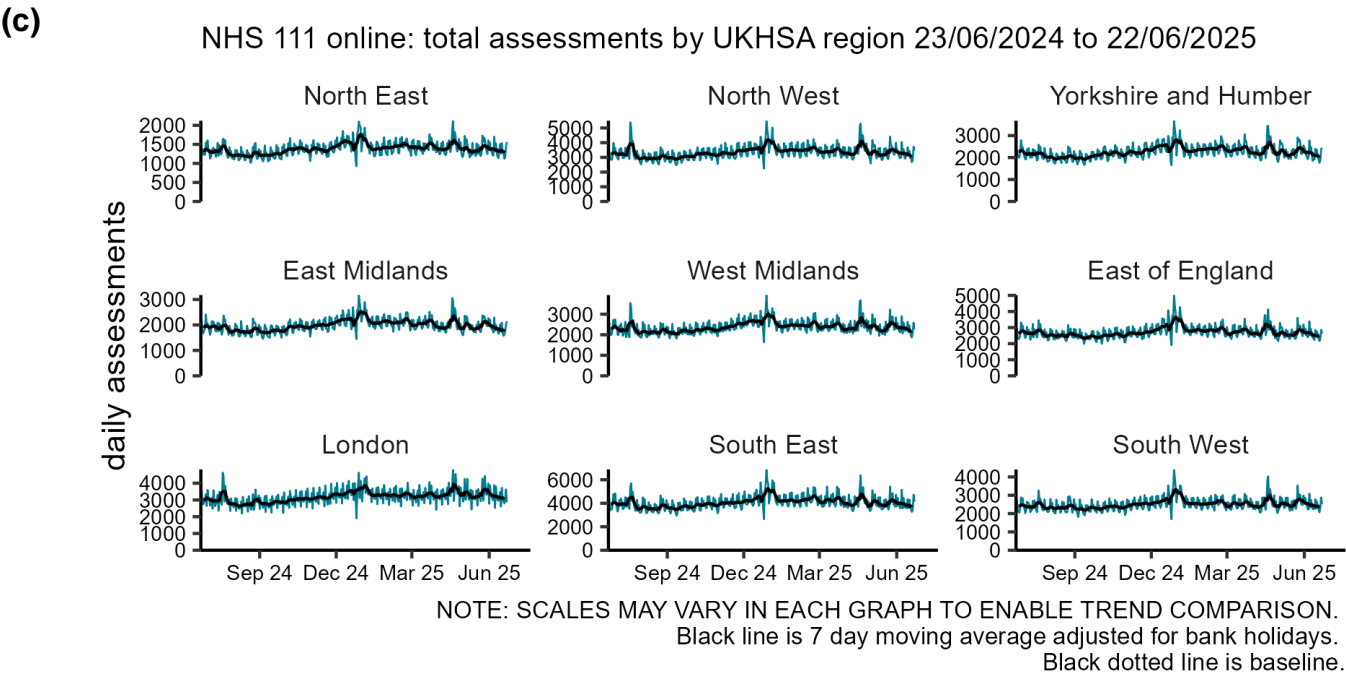 (c)
NHS 111 online: total assessments by UKHSA region 23/06/2024 to 22/06/2025
daily assessments
North East
2000
1500
1000
500
0
North West
5000
4000
3000
2000
1000
0
Yorkshire and Humber
3000
2000
1000
0
East Midlands
3000
2000
1000
0
West Midlands
3000
2000
1000
0
East of England
5000
4000
3000
2000
1000
0
London
4000
3000
2000
1000
0
Sep 24 Dec 24 Mar 25 Jun 25
South East
6000
4000
2000
0
Sep 24 Dec 24 Mar 25 Jun 25
South West
4000
3000
2000
1000
0
Sep 24 Dec 24 Mar 25 Jun 25
NOTE: SCALES MAY VARY IN EACH GRAPH TO ENABLE TREND COMPARISON.
Black line is 7 day moving average adjusted for bank holidays.
Black dotted line is baseline.